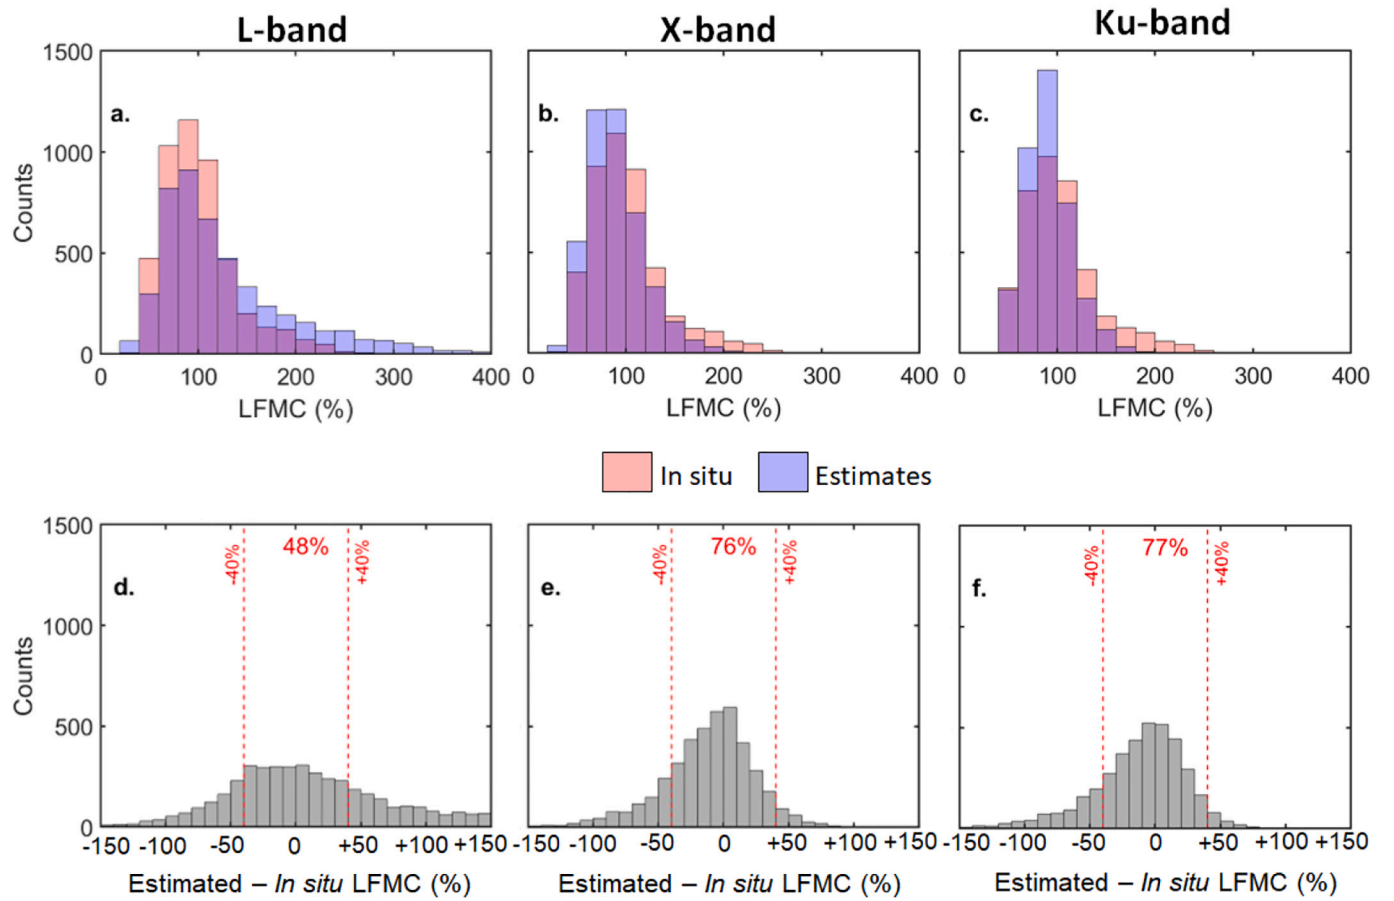 L-band X-band Ku-band
1500
a. b. c.
1000
Counts
500
0
0 100 200 300 400 0 100 200 300 400 0 100 200 300 400
LFMC (%) LFMC (%) LFMC (%)
In situ Estimates
1500
-40% 48% +40% -40% 76% +40% -40% 77% +40%
d. e. f.
1000
Counts
500
0
-150 -100 -50 0 +50 +100 +150 -150 -100 -50 0 +50 +100 +150 -150 -100 -50 0 +50 +100 +150
Estimated – In situ LFMC (%) Estimated – In situ LFMC (%) Estimated – In situ LFMC (%)